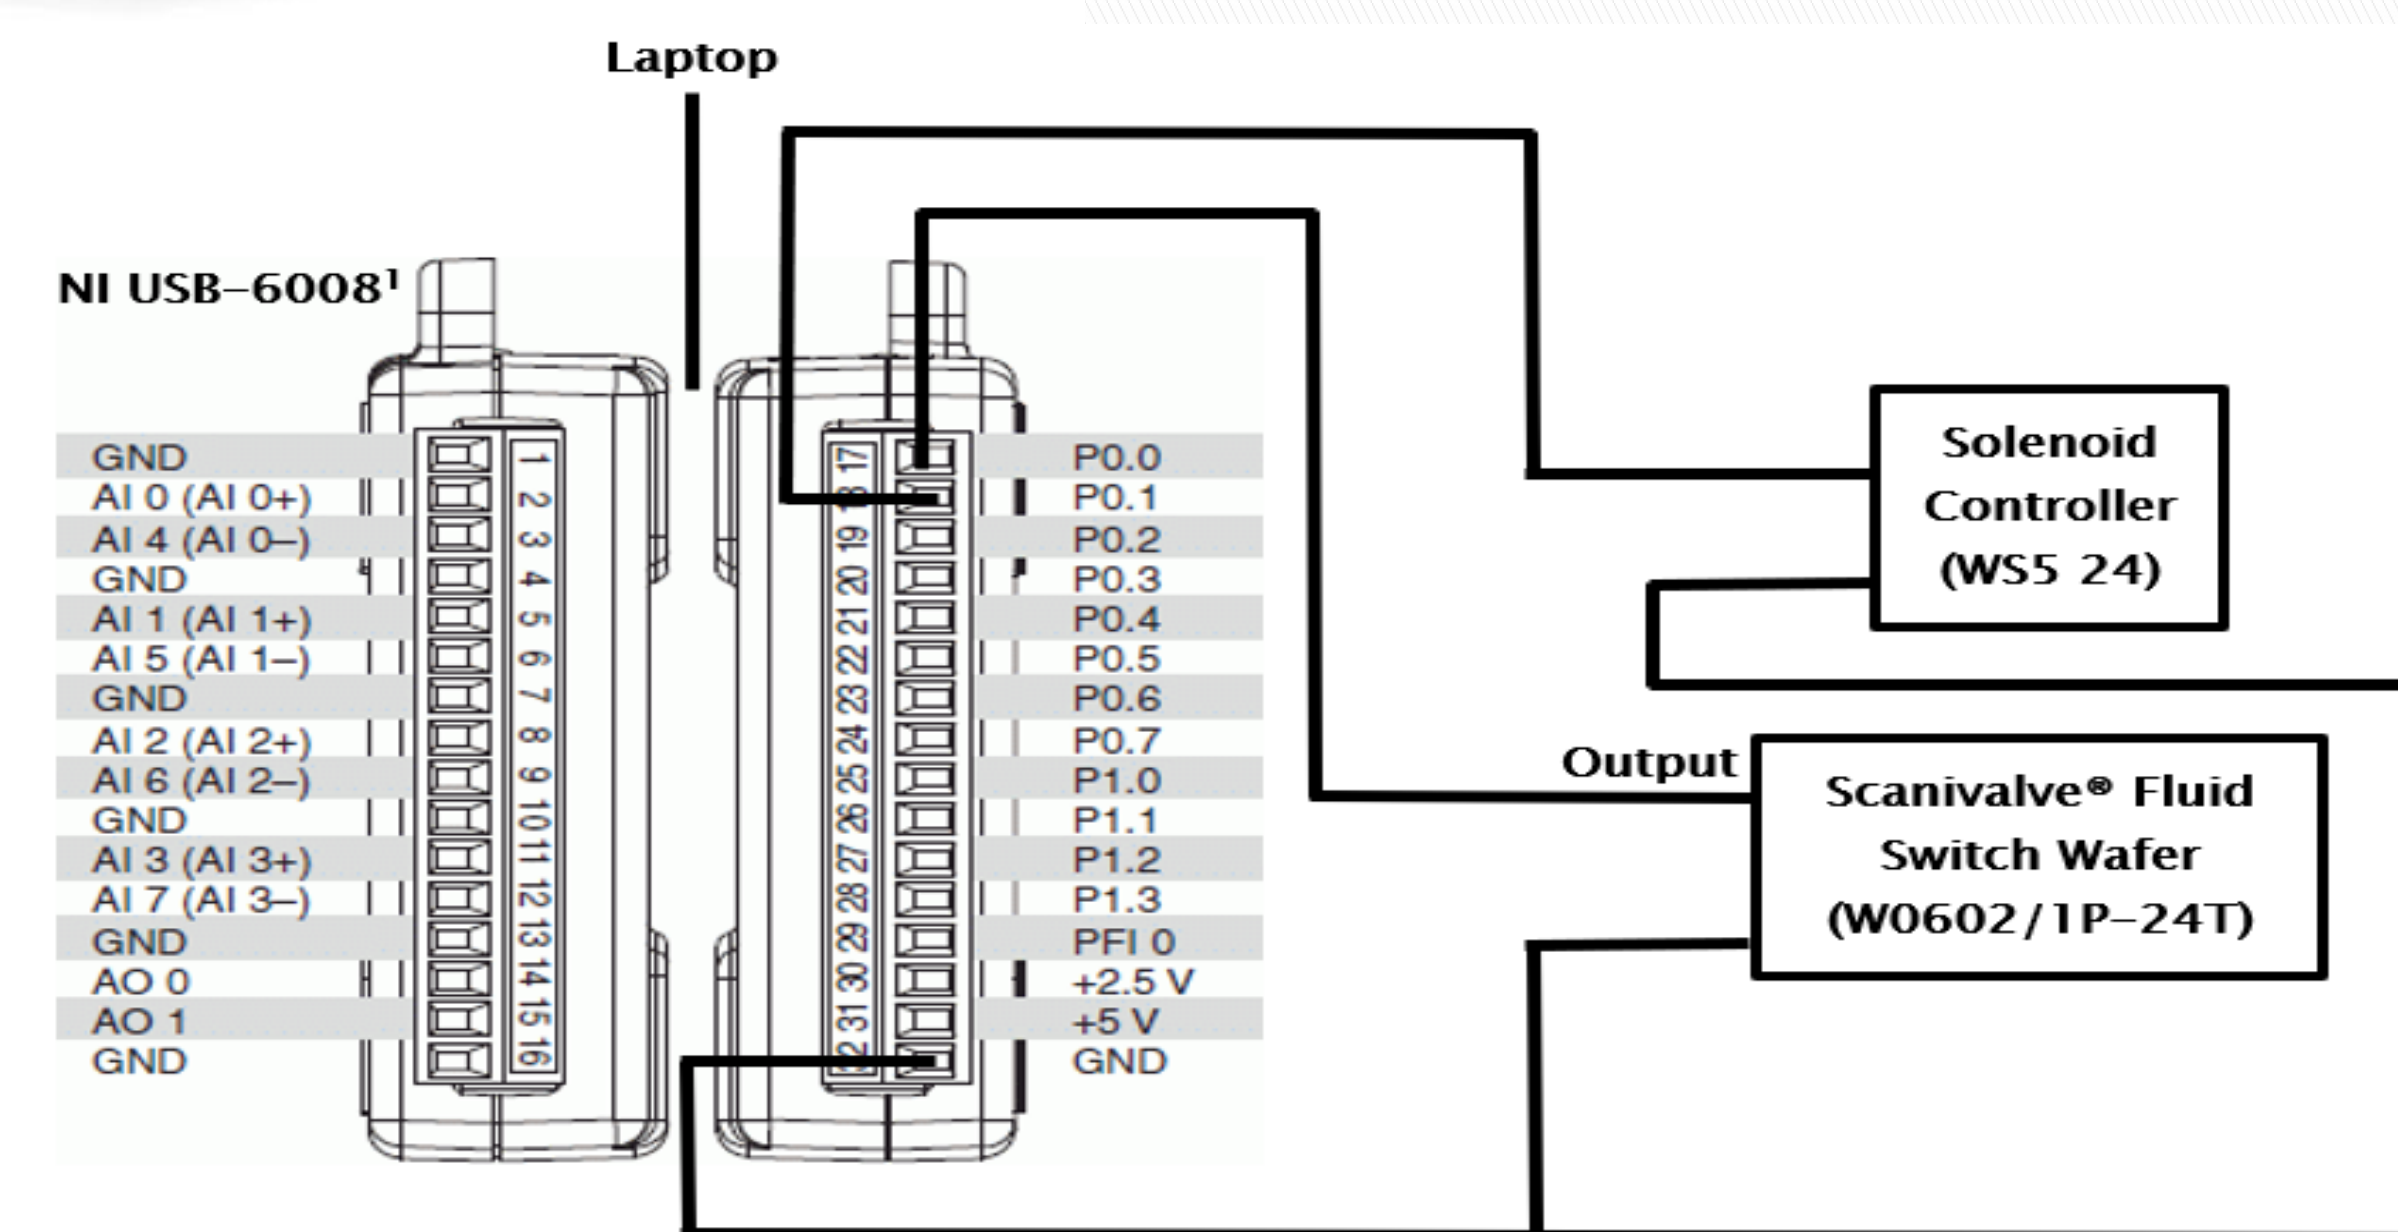 Laptop
NI USB–6008¹
GND
AI 0 (AI 0+)
AI 4 (AI 0–)
GND
AI 1 (AI 1+)
AI 5 (AI 1–)
GND
AI 2 (AI 2+)
AI 6 (AI 2–)
GND
AI 3 (AI 3+)
AI 7 (AI 3–)
GND
AO 0
AO 1
GND
1
2
3
4
5
6
7
8
9
10
11
12
13
14
15
16
17
18
19
20
21
22
23
24
25
26
27
28
29
30
31
32
P0.0
P0.1
P0.2
P0.3
P0.4
P0.5
P0.6
P0.7
P1.0
P1.1
P1.2
P1.3
PFI 0
+2.5 V
+5 V
GND
Solenoid
Controller
(WS5 24)
Output
Scanivalve® Fluid
Switch Wafer
(W0602/1P–24T)